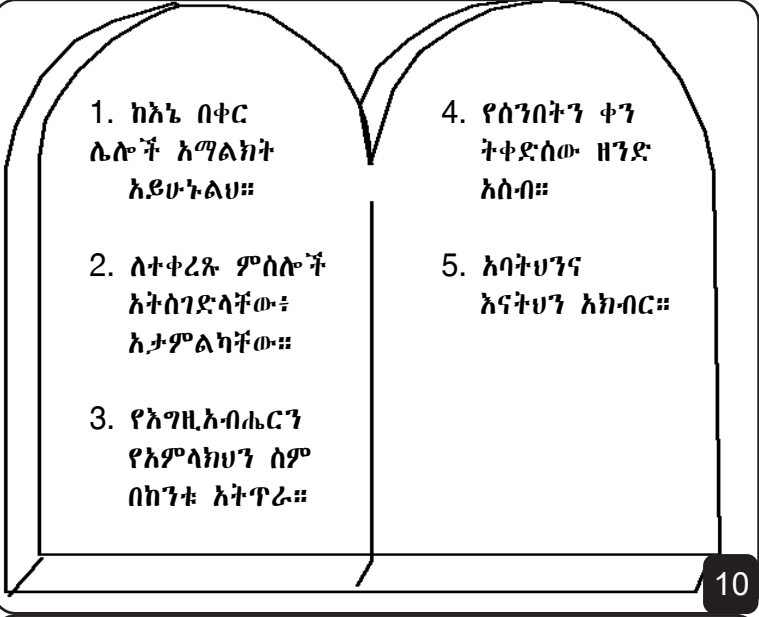 1. ከእኔ በቀር
ሌሎች አማልክት
አይሁኑልህ።
2. ለተቀረጹ ምስሎች
አትስገድላቸው፥
አታምልካቸው።
3. የእግዚአብሔርን
የአምላክህን ስም
በከንቱ አትጥራ።
4. የሰንበትን ቀን
ትቀድሰው ዘንድ
አስብ።
5. አባትህንና
እናትህን አክብር።
10